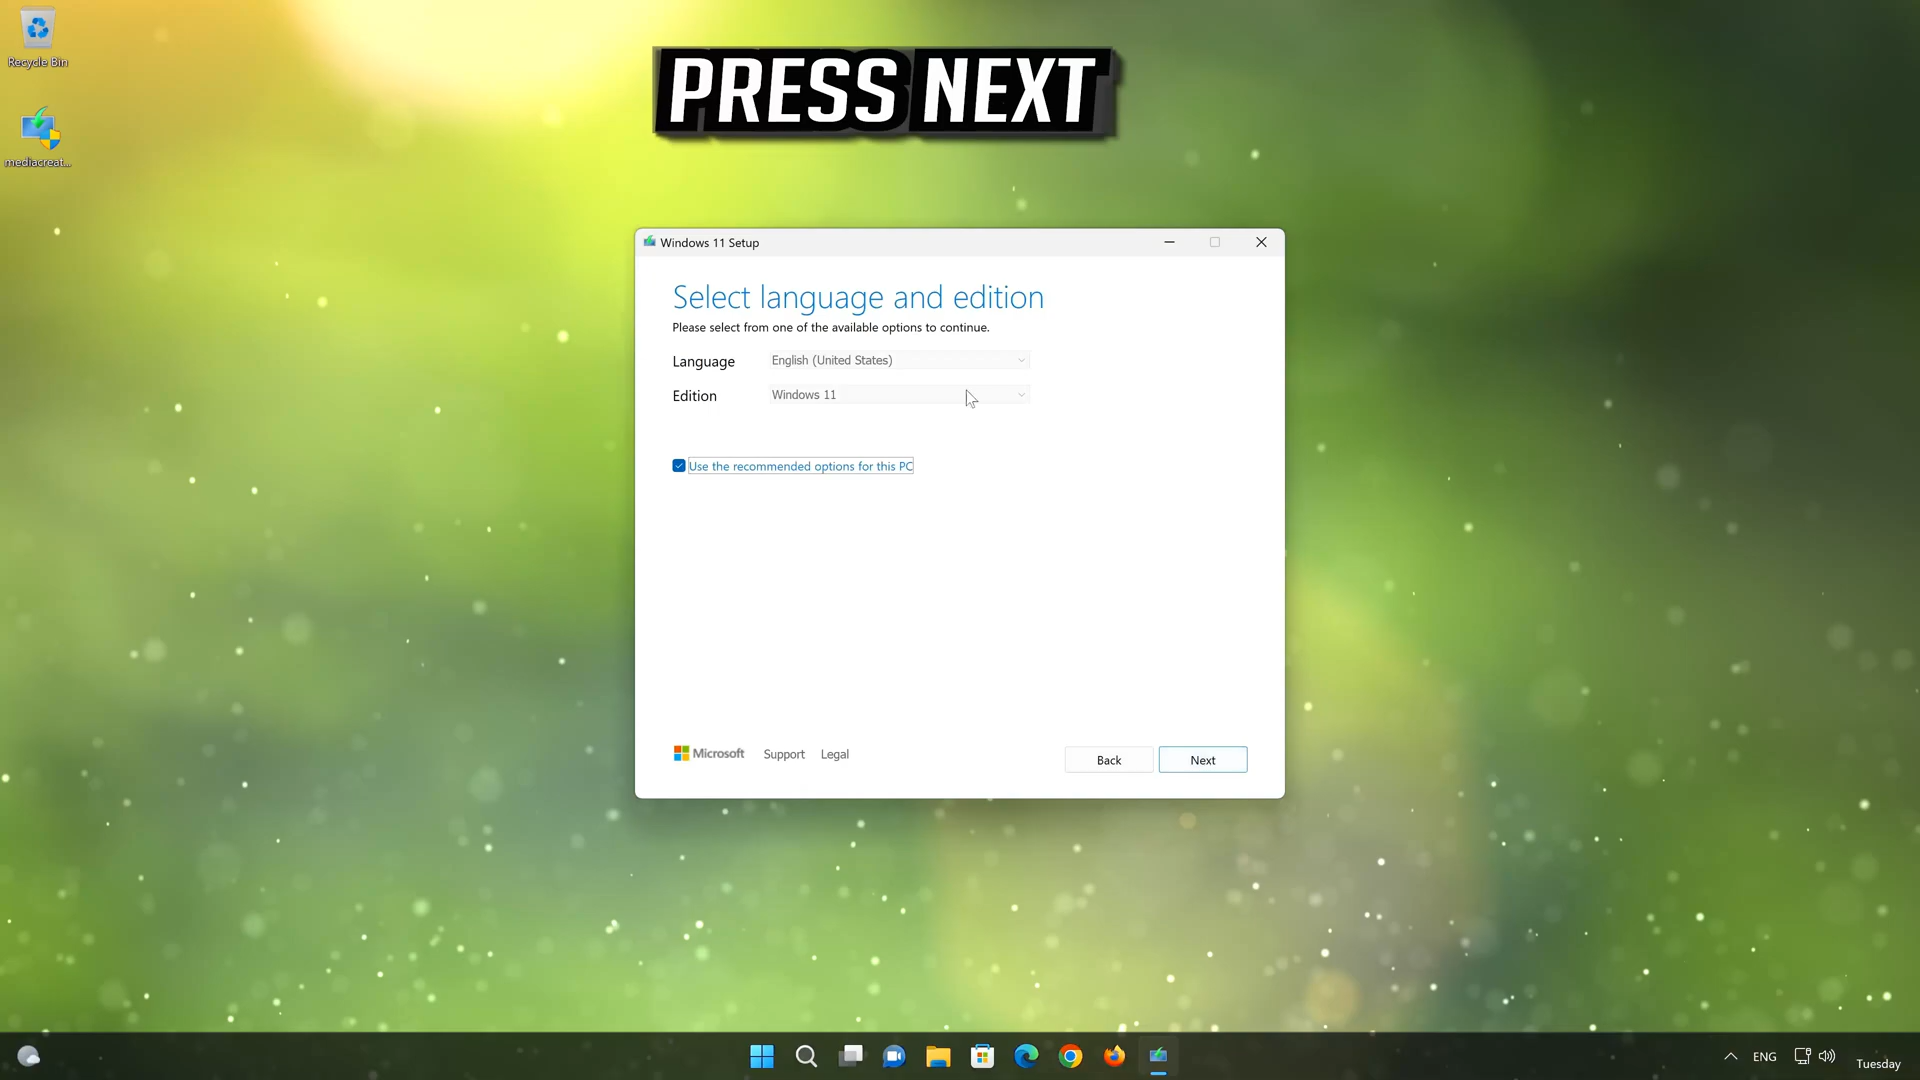 Recycle Bin
mediacreat...
PRESS NEXT
Windows 11 Setup
Select language and edition
Please select from one of the available options to continue.
Language English (United States)
Edition Windows 11
Use the recommended options for this PC
Microsoft Support Legal
Back Next
ENG
Tuesday